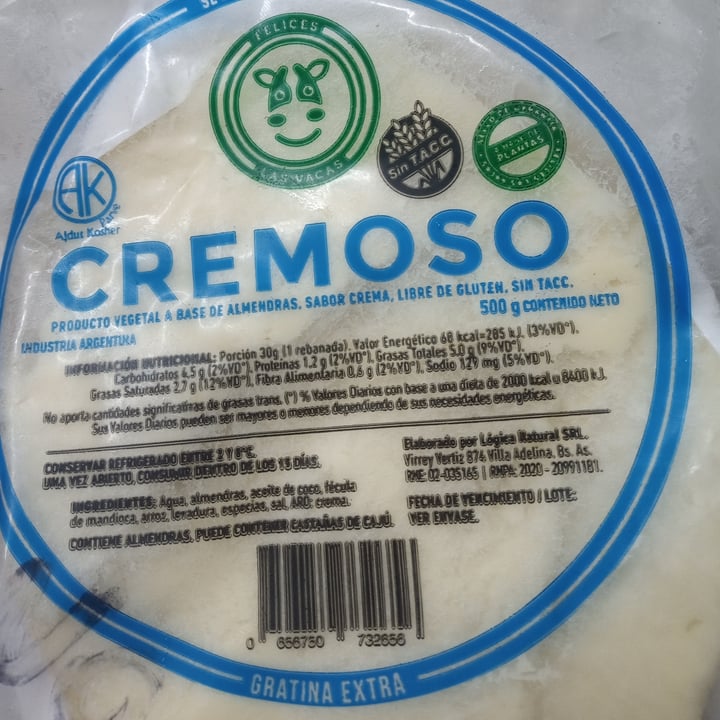 FELICES
LAS VACAS
Sin TACC
PLANTAS
AK
Parve
Ajdut Kosher
CREMOSO
PRODUCTO VEGETAL A BASE DE ALMENDRAS, SABOR CREMA, LIBRE DE GLUTEN, SIN TACC.
500 g CONTENIDO NETO
INDUSTRIA ARGENTINA
INFORMACIÓN NUTRICIONAL: Porción 30g (1 rebanada). Valor Energético 68 kcal=285 kJ. (3%VD*).
Carbohidratos 4,5 g (2%VD*), Proteínas 1,2 g (2%VD*), Grasas Totales 5,0 g (9%VD*),
Grasas Saturadas 2,7 g (12%VD*), Fibra Alimentaria 0,6 g (2%VD*), Sodio 129 mg (5%VD*).
No aporta cantidades significativas de grasas trans. (*) % Valores Diarios con base a una dieta de 2000 kcal u 8400 kJ.
Sus Valores Diarios pueden ser mayores o menores dependiendo de sus necesidades energéticas.
CONSERVAR REFRIGERADO ENTRE 2 Y 8°C.
UNA VEZ ABIERTO, CONSUMIR DENTRO DE LOS 15 DÍAS.
INGREDIENTES: Agua, almendras, aceite de coco, fécula
de mandioca, arroz, levadura, especias, sal, ARO: crema.
CONTIENE ALMENDRAS. PUEDE CONTENER CASTAÑAS DE CAJÚ.
Elaborado por Lógica Natural SRL.
Virrey Vertiz 874 Villa Adelina, Bs. As.
RNE: 02-035165 | RNPA: 2020 - 20991181.
FECHA DE VENCIMIENTO / LOTE:
VER ENVASE.
0 656750 732656
GRATINA EXTRA